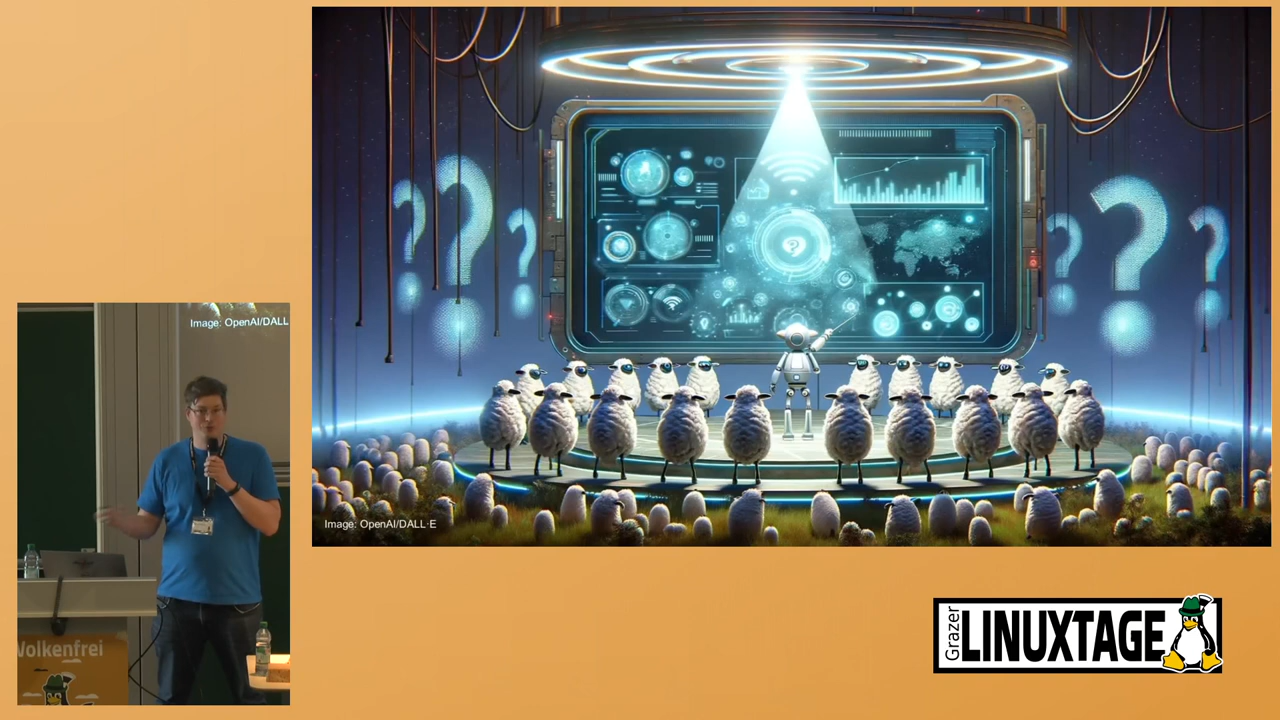 Image: OpenAI/DALL
Image: OpenAI/DALL·E
Wolkenfrei
Grazer
LINUXTAGE